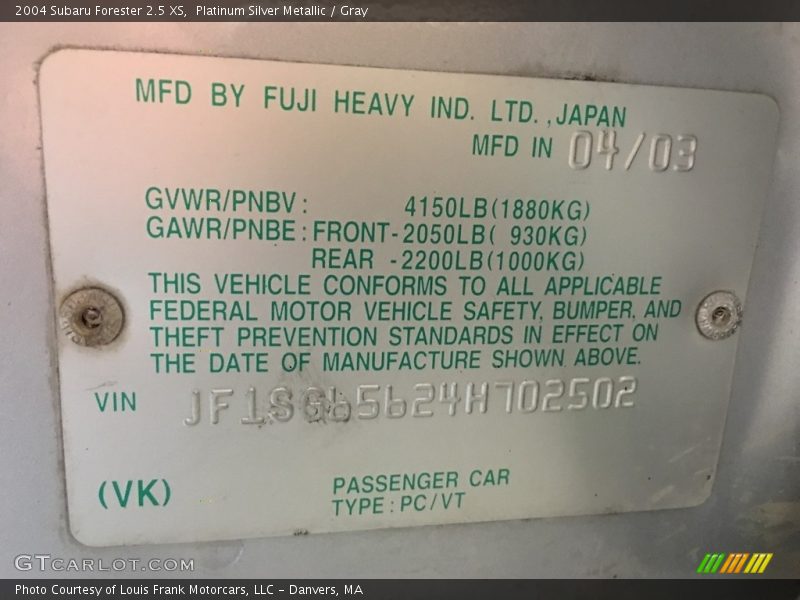 2004 Subaru Forester 2.5 XS,  Platinum Silver Metallic / Gray
MFD BY FUJI HEAVY IND. LTD. ,JAPAN
MFD IN 04/03
GVWR/PNBV: 4150LB(1880KG)
GAWR/PNBE: FRONT-2050LB( 930KG)
REAR -2200LB(1000KG)
THIS VEHICLE CONFORMS TO ALL APPLICABLE
FEDERAL MOTOR VEHICLE SAFETY, BUMPER, AND
THEFT PREVENTION STANDARDS IN EFFECT ON
THE DATE OF MANUFACTURE SHOWN ABOVE.
VIN JF1SG65624H702502
(VK)
PASSENGER CAR
TYPE: PC/VT
GTCARLOT.COM
Photo Courtesy of Louis Frank Motorcars, LLC – Danvers, MA